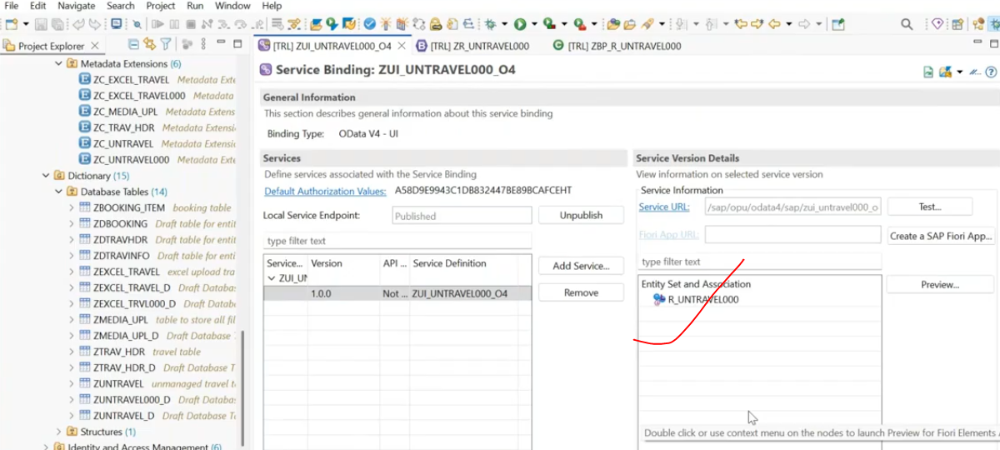 File Edit Navigate Search Project Run Window Help
Project Explorer
[TRL] ZUI_UNTRAVEL000_O4
[TRL] ZR_UNTRAVEL000
[TRL] ZBP_R_UNTRAVEL000
Metadata Extensions (6)
ZC_EXCEL_TRAVEL Metadata Exte
ZC_EXCEL_TRAVEL000 Metadata
ZC_MEDIA_UPL Metadata Extens
ZC_TRAV_HDR Metadata Extensi
ZC_UNTRAVEL Metadata Extensi
ZC_UNTRAVEL000 Metadata Exte
Dictionary (15)
Database Tables (14)
ZBOOKING_ITEM booking table
ZDBOOKING Draft table for entit
ZDTRAVHDR Draft table for enti
ZDTRAVINFO Draft table for enti
ZEXCEL_TRAVEL excel upload tra
ZEXCEL_TRAVEL_D Draft Datab
ZEXCEL_TRVL000_D Draft Datab
ZMEDIA_UPL table to store all fil
ZMEDIA_UPL_D Draft Database
ZTRAV_HDR travel table
ZTRAV_HDR_D Draft Database T
ZUNTRAVEL unmanaged travel t
ZUNTRAVEL000_D Draft Databa
ZUNTRAVEL_D Draft Database Ta
Structures (1)
Identity and Access Management (6)
Service Binding: ZUI_UNTRAVEL000_O4
General Information
This section describes general information about this service binding
Binding Type: OData V4 - UI
Services
Define services associated with the Service Binding
Default Authorization Values: A58D9E9943C1DB832447BE89BCAFCEHT
Local Service Endpoint: Published Unpublish
type filter text
Service... Version API ... Service Definition
ZUI_UN
1.0.0 Not ... ZUI_UNTRAVEL000_O4
Add Service...
Remove
Service Version Details
View information on selected service version
Service Information
Service URL: /sap/opu/odata4/sap/zui_untravel000_o Test...
Fiori App URL: Create a SAP Fiori App...
type filter text
Entity Set and Association
R_UNTRAVEL000
Preview...
Double click or use context menu on the nodes to launch Preview for Fiori Elements A